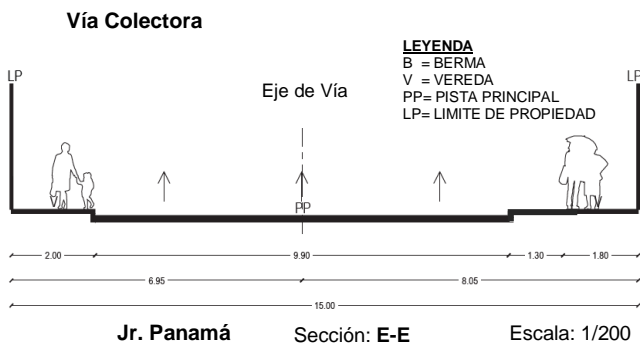 Vía Colectora
LEYENDA
B = BERMA
V = VEREDA
PP= PISTA PRINCIPAL
LP= LIMITE DE PROPIEDAD
LP
LP
Eje de Vía
V
PP
V
2.00 9.90 1.30 1.80
6.95 8.05
15.00
Jr. Panamá Sección: E-E Escala: 1/200